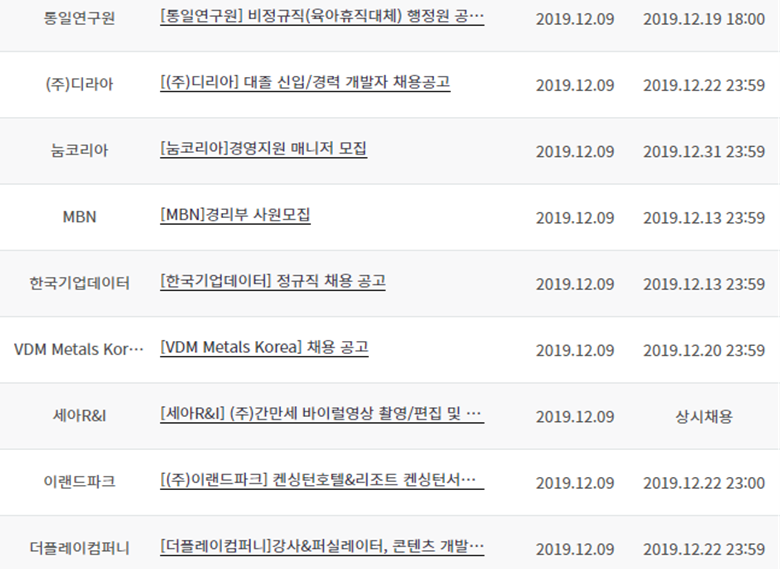 통일연구원 [통일연구원] 비정규직(육아휴직대체) 행정원 공⋯ 2019.12.09 2019.12.19 18:00
(주)디라아 [(주)디리아] 대졸 신입/경력 개발자 채용공고 2019.12.09 2019.12.22 23:59
눔코리아 [눔코리아]경영지원 매니저 모집 2019.12.09 2019.12.31 23:59
MBN [MBN]경리부 사원모집 2019.12.09 2019.12.13 23:59
한국기업데이터 [한국기업데이터] 정규직 채용 공고 2019.12.09 2019.12.13 23:59
VDM Metals Kor⋯ [VDM Metals Korea] 채용 공고 2019.12.09 2019.12.20 23:59
세아R&I [세아R&I] (주)간만세 바이럴영상 촬영/편집 및 ⋯ 2019.12.09 상시채용
이랜드파크 [(주)이랜드파크] 켄싱턴호텔&리조트 켄싱턴서⋯ 2019.12.09 2019.12.22 23:00
더플레이컴퍼니 [더플레이컴퍼니]강사&퍼실레이터, 콘텐츠 개발⋯ 2019.12.09 2019.12.22 23:59